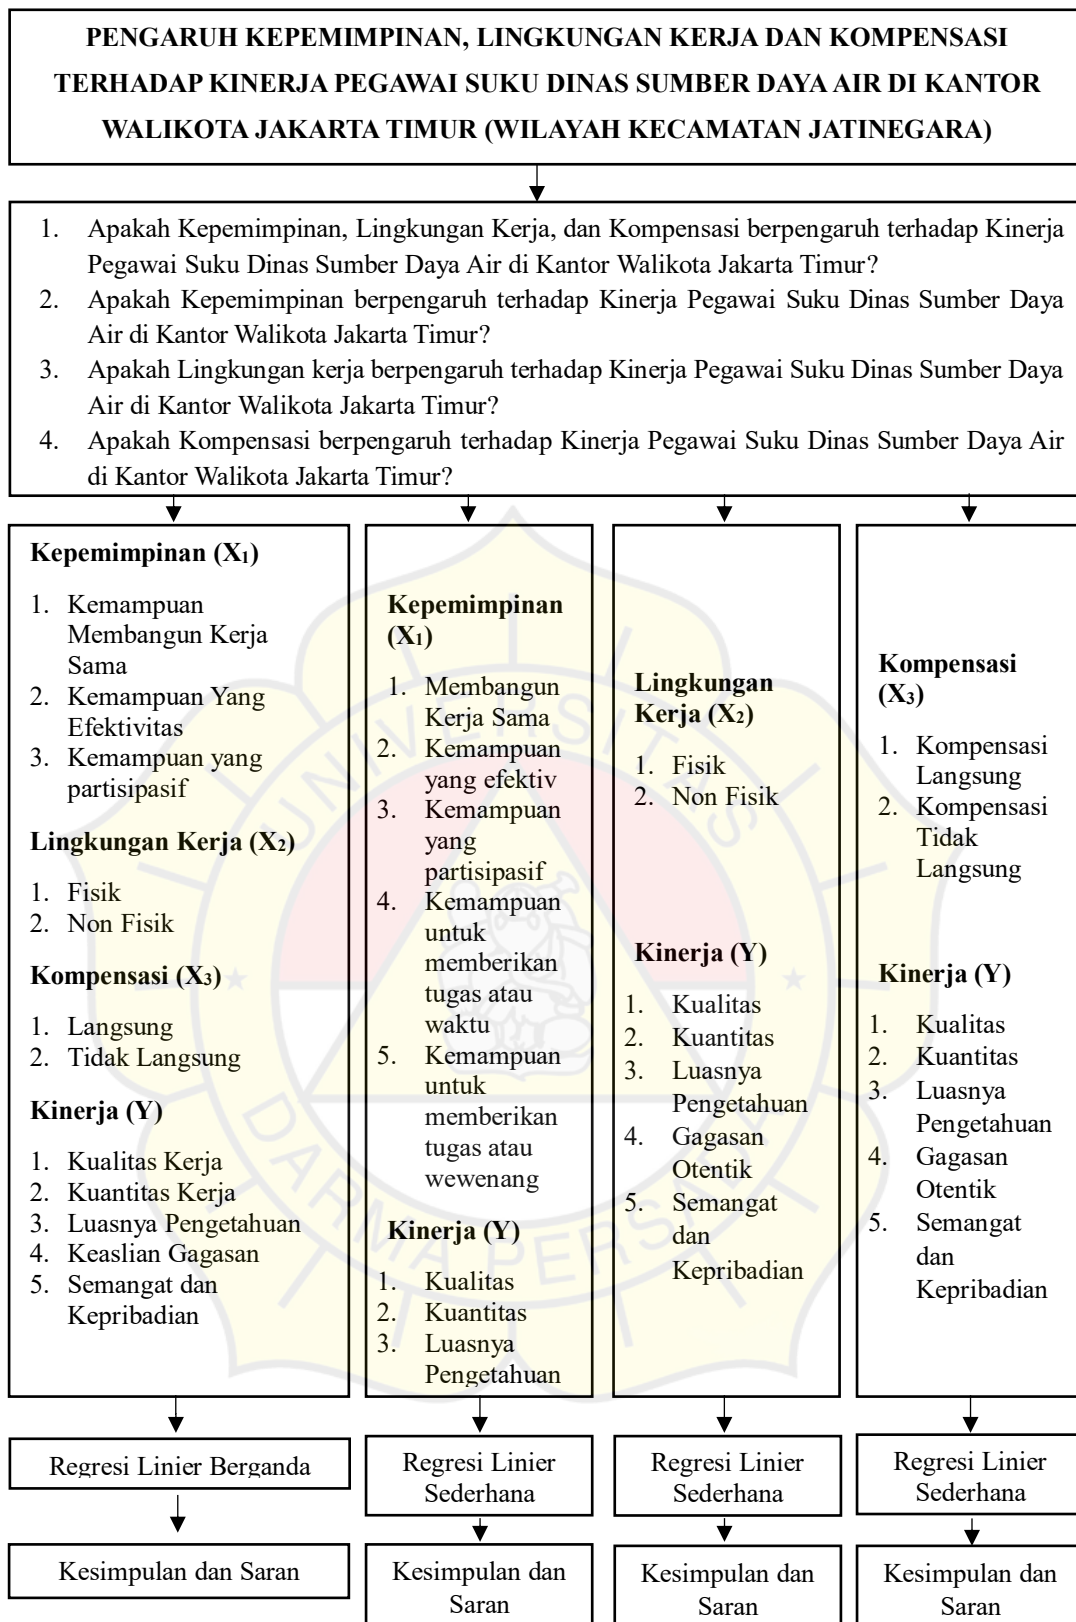 PENGARUH KEPEMIMPINAN, LINGKUNGAN KERJA DAN KOMPENSASI
TERHADAP KINERJA PEGAWAI SUKU DINAS SUMBER DAYA AIR DI KANTOR
WALIKOTA JAKARTA TIMUR (WILAYAH KECAMATAN JATINEGARA)
1. Apakah Kepemimpinan, Lingkungan Kerja, dan Kompensasi berpengaruh terhadap Kinerja
Pegawai Suku Dinas Sumber Daya Air di Kantor Walikota Jakarta Timur?
2. Apakah Kepemimpinan berpengaruh terhadap Kinerja Pegawai Suku Dinas Sumber Daya
Air di Kantor Walikota Jakarta Timur?
3. Apakah Lingkungan kerja berpengaruh terhadap Kinerja Pegawai Suku Dinas Sumber Daya
Air di Kantor Walikota Jakarta Timur?
4. Apakah Kompensasi berpengaruh terhadap Kinerja Pegawai Suku Dinas Sumber Daya Air
di Kantor Walikota Jakarta Timur?
Kepemimpinan (X₁)
1. Kemampuan
Membangun Kerja
Sama
2. Kemampuan Yang
Efektivitas
3. Kemampuan yang
partisipasif
Lingkungan Kerja (X₂)
1. Fisik
2. Non Fisik
Kompensasi (X₃)
1. Langsung
2. Tidak Langsung
Kinerja (Y)
1. Kualitas Kerja
2. Kuantitas Kerja
3. Luasnya Pengetahuan
4. Keaslian Gagasan
5. Semangat dan
Kepribadian
Kepemimpinan
(X₁)
1. Membangun
Kerja Sama
2. Kemampuan
yang efektiv
3. Kemampuan
yang
partisipasif
4. Kemampuan
untuk
memberikan
tugas atau
waktu
5. Kemampuan
untuk
memberikan
tugas atau
wewenang
Kinerja (Y)
1. Kualitas
2. Kuantitas
3. Luasnya
Pengetahuan
Lingkungan
Kerja (X₂)
1. Fisik
2. Non Fisik
Kinerja (Y)
1. Kualitas
2. Kuantitas
3. Luasnya
Pengetahuan
4. Gagasan
Otentik
5. Semangat
dan
Kepribadian
Kompensasi
(X₃)
1. Kompensasi
Langsung
2. Kompensasi
Tidak
Langsung
Kinerja (Y)
1. Kualitas
2. Kuantitas
3. Luasnya
Pengetahuan
4. Gagasan
Otentik
5. Semangat
dan
Kepribadian
Regresi Linier Berganda
Regresi Linier
Sederhana
Regresi Linier
Sederhana
Regresi Linier
Sederhana
Kesimpulan dan Saran
Kesimpulan dan
Saran
Kesimpulan dan
Saran
Kesimpulan dan
Saran
UNIVERSITAS
DARMA PERSADA